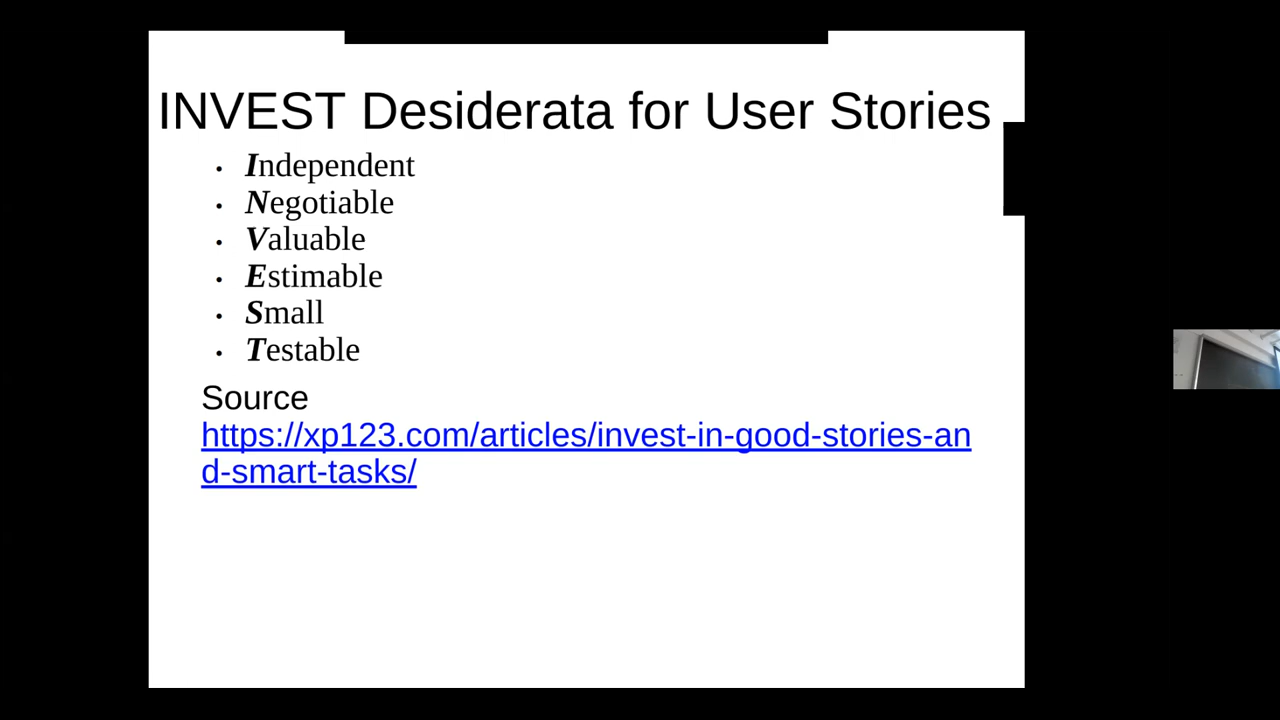 INVEST Desiderata for User Stories
• Independent
• Negotiable
• Valuable
• Estimable
• Small
• Testable
Source
https://xp123.com/articles/invest-in-good-stories-an
d-smart-tasks/